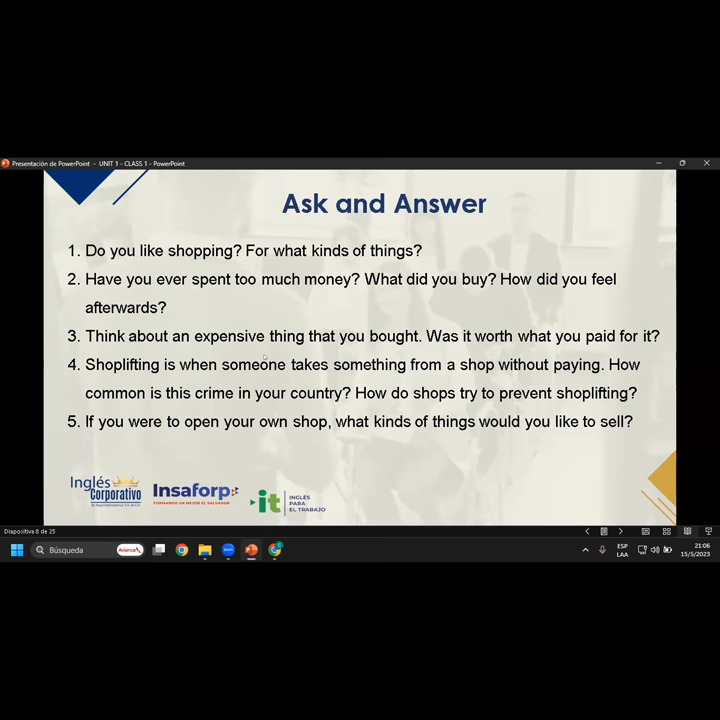 Presentación de PowerPoint - UNIT 1 - CLASS 1 - PowerPoint
Ask and Answer
1. Do you like shopping? For what kinds of things?
2. Have you ever spent too much money? What did you buy? How did you feel
afterwards?
3. Think about an expensive thing that you bought. Was it worth what you paid for it?
4. Shoplifting is when someone takes something from a shop without paying. How
common is this crime in your country? How do shops try to prevent shoplifting?
5. If you were to open your own shop, what kinds of things would you like to sell?
Inglés
Corporativo
Insaforp
FORMANDO UN MEJOR EL SALVADOR
it
INGLÉS
PARA
EL TRABAJO
Diapositiva 8 de 25
Búsqueda
ESP
LAA
21:06
15/5/2023